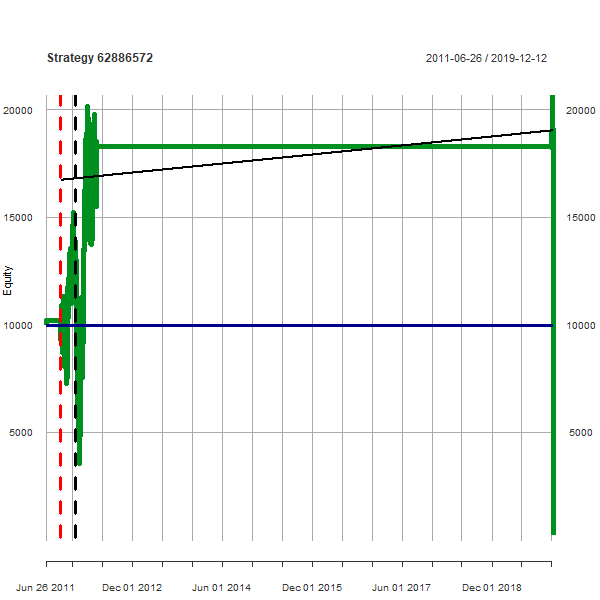 Strategy 62886572
2011-06-26 / 2019-12-12
20000
20000
15000
15000
Equity
10000
10000
5000
5000
Jun 26 2011
Dec 01 2012
Jun 01 2014
Dec 01 2015
Jun 01 2017
Dec 01 2018